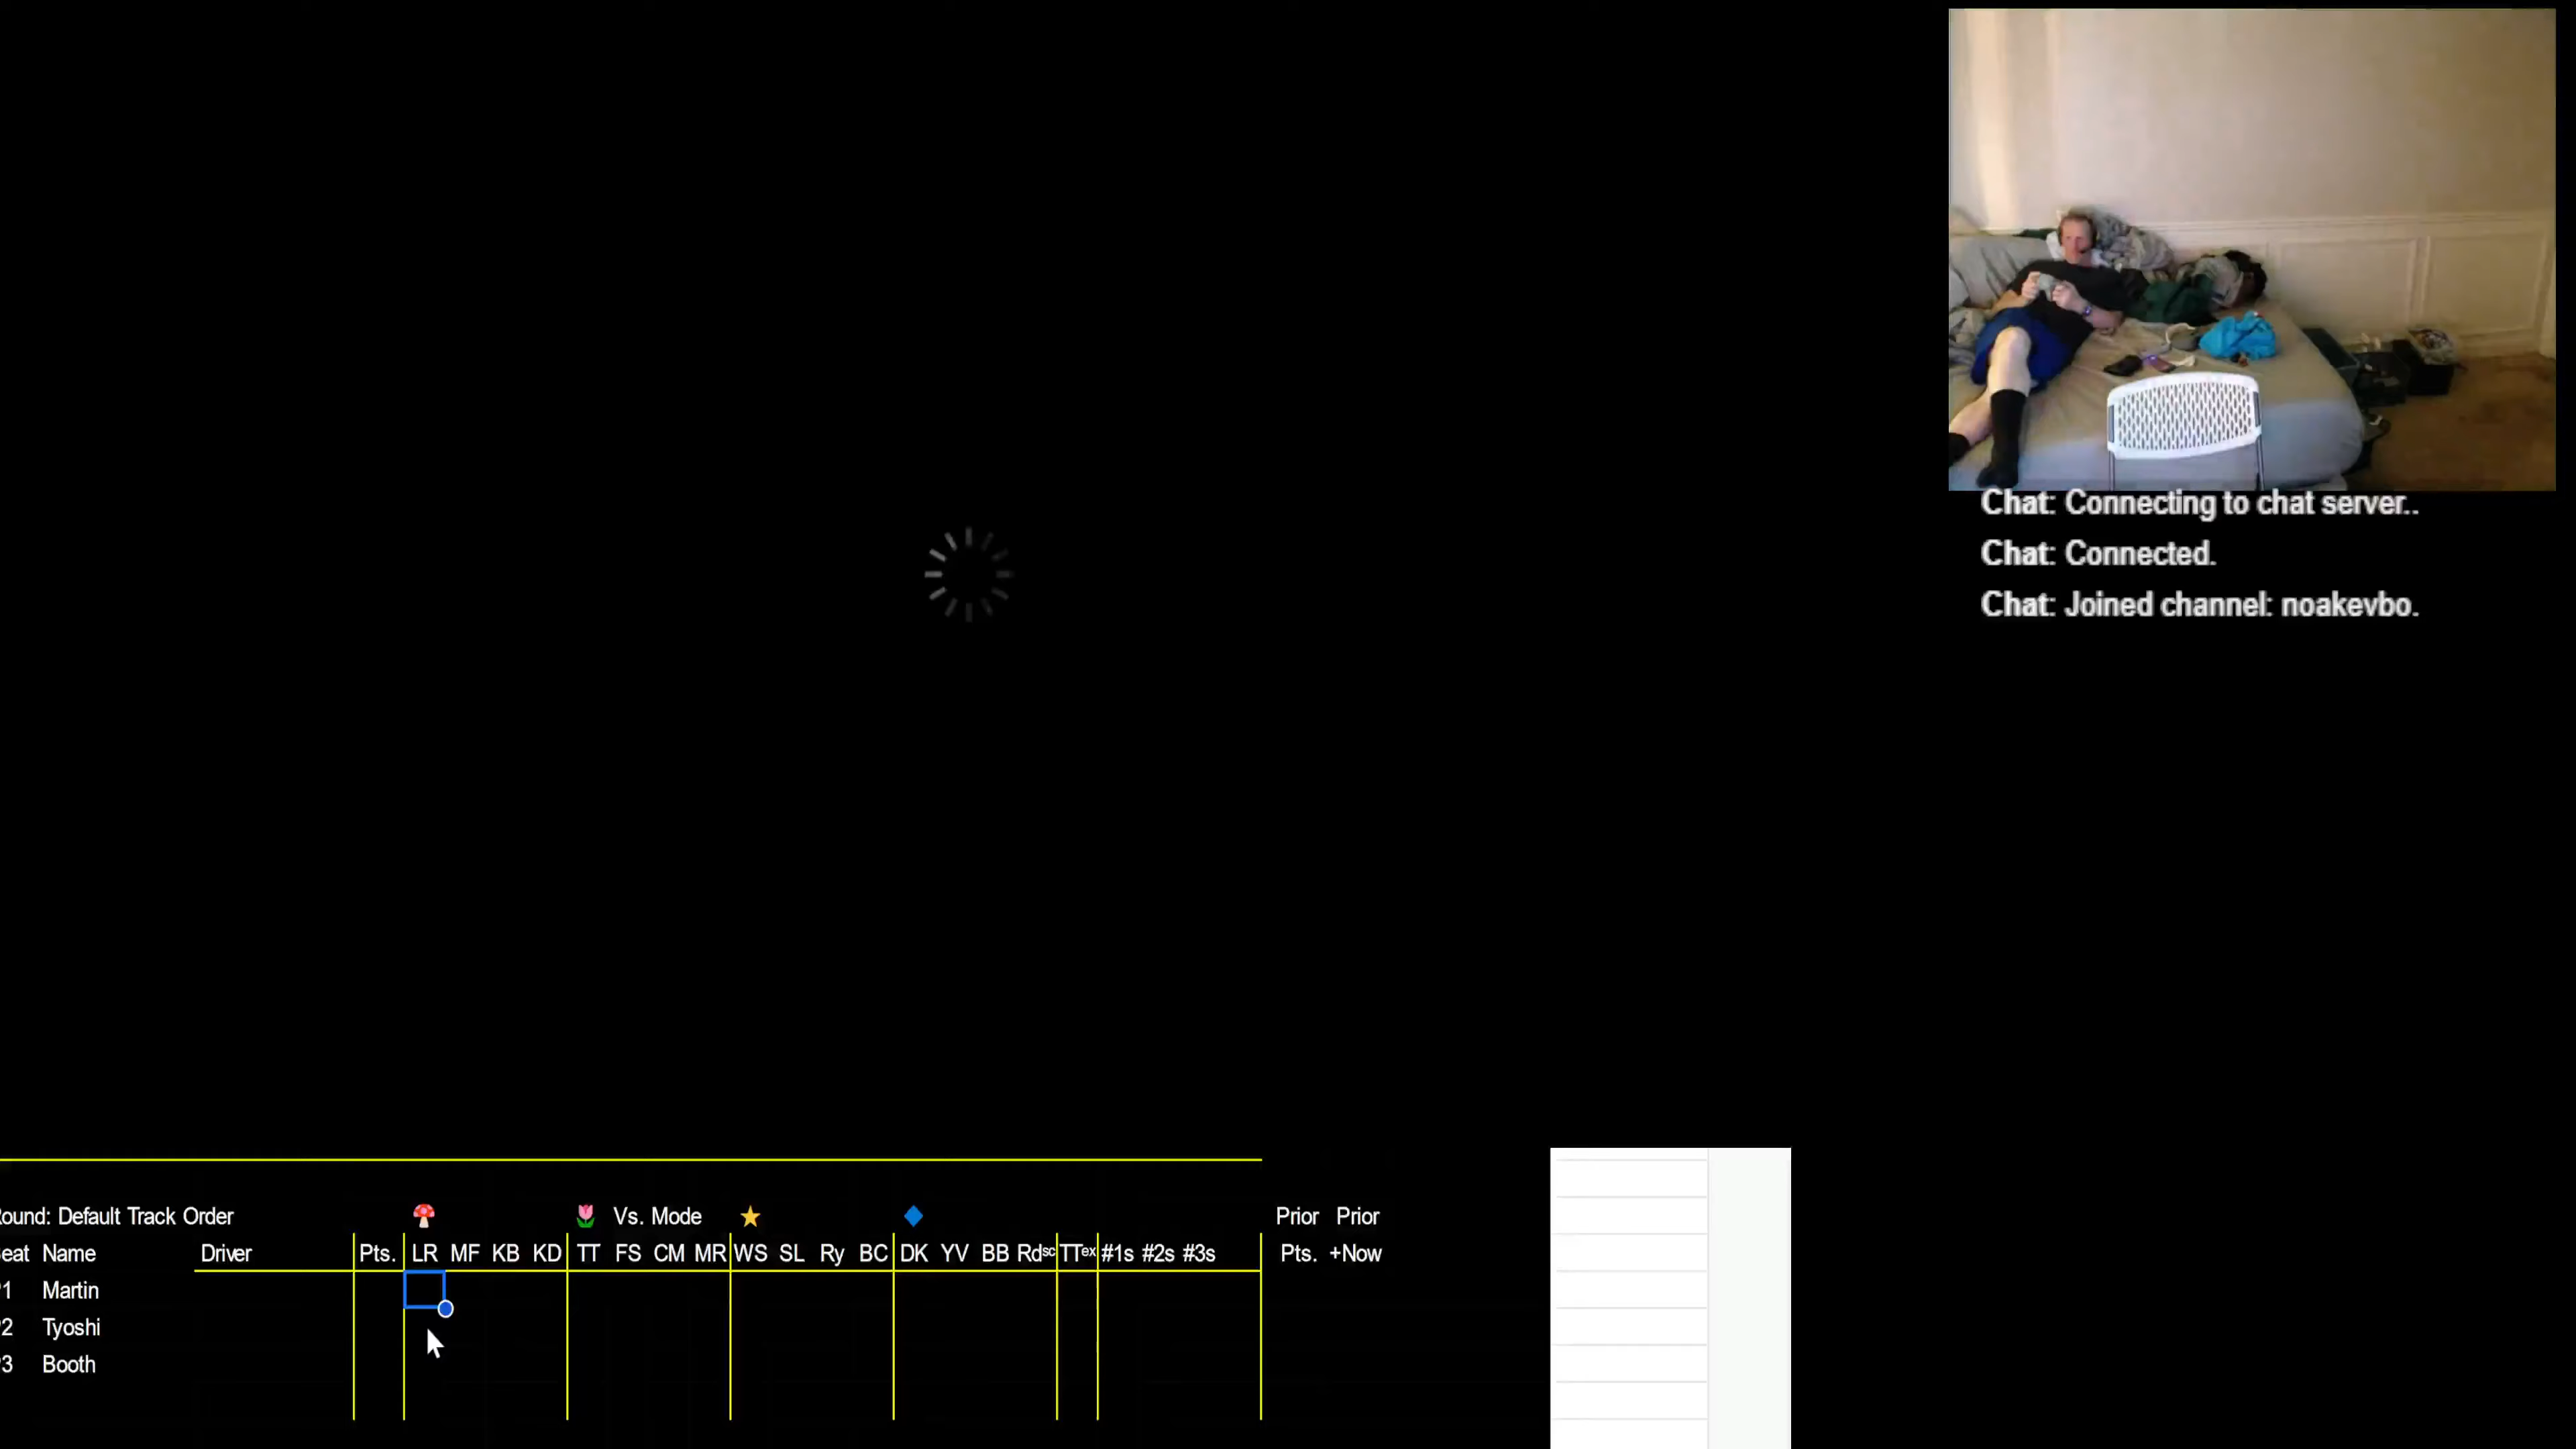 Chat: Connecting to chat server..
Chat: Connected.
Chat: Joined channel: noakevbo.
ound: Default Track Order 🍄 🌷 Vs. Mode ⭐ 🔷 Prior Prior
eat Name Driver Pts. LR MF KB KD TT FS CM MR WS SL Ry BC DK YV BB Rdsc TTex #1s #2s #3s Pts. +Now
1 Martin
2 Tyoshi
3 Booth